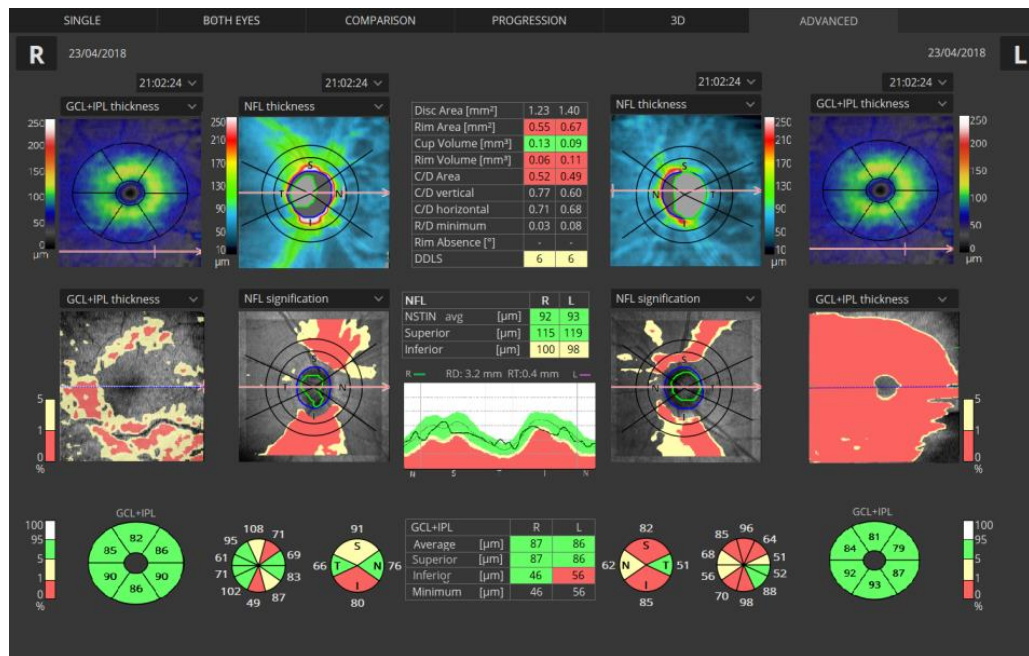 SINGLE BOTH EYES COMPARISON PROGRESSION 3D ADVANCED
R 23/04/2018 23/04/2018 L
21:02:24 21:02:24 21:02:24 21:02:24
GCL+IPL thickness NFL thickness NFL thickness GCL+IPL thickness
250 200 150 100 50 0 µm
250 210 170 130 90 50 10 µm
S T N I
Disc Area [mm²] 1.23 1.40
Rim Area [mm²] 0.55 0.67
Cup Volume [mm³] 0.13 0.09
Rim Volume [mm³] 0.06 0.11
C/D Area 0.52 0.49
C/D vertical 0.77 0.60
C/D horizontal 0.71 0.68
R/D minimum 0.03 0.08
Rim Absence [°] - -
DDLS 6 6
S T N I
250 210 170 130 90 50 10 µm
250 200 150 100 50 0 µm
GCL+IPL thickness NFL signification NFL signification GCL+IPL thickness
5 1 0 %
S T N I
NFL R L
NSTIN avg [µm] 92 93
Superior [µm] 115 119
Inferior [µm] 100 98
R RD: 3.2 mm RT:0.4 mm L
N S T I N
S T N I
5 1 0 %
100 95 5 1 0 %
GCL+IPL
82 86 90 86 90 85
108 71 69 83 87 49 102 71 61 95
91 S 66 T N 76 I 80
GCL+IPL R L
Average [µm] 87 86
Superior [µm] 87 86
Inferior [µm] 46 56
Minimum [µm] 46 56
82 S 62 N T 51 I 85
96 64 51 52 88 98 70 56 68 85
GCL+IPL
81 79 87 93 92 84
100 95 5 1 0 %